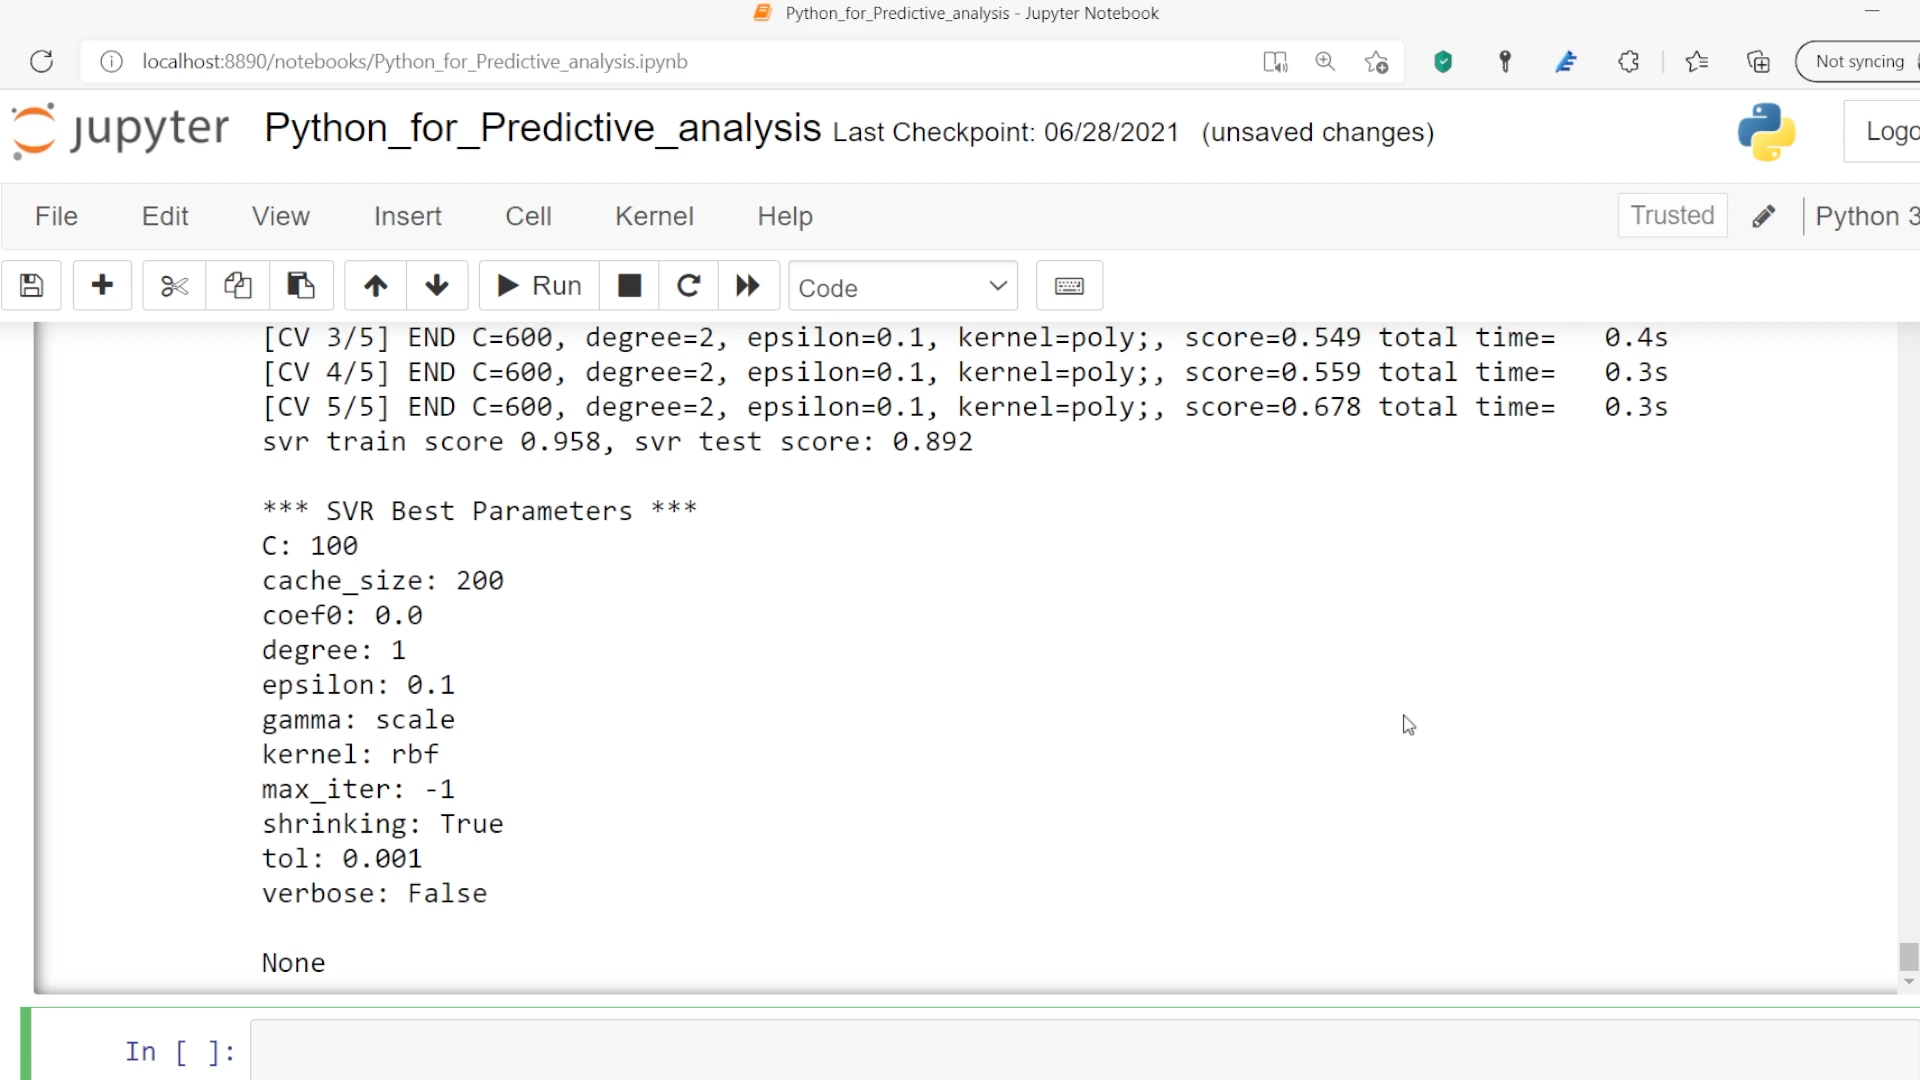 Python_for_Predictive_analysis - Jupyter Notebook
localhost:8890/notebooks/Python_for_Predictive_analysis.ipynb
Not syncing
jupyter Python_for_Predictive_analysis Last Checkpoint: 06/28/2021 (unsaved changes)
Logo
File Edit View Insert Cell Kernel Help Trusted Python 3
Run Code
[CV 3/5] END C=600, degree=2, epsilon=0.1, kernel=poly;, score=0.549 total time=   0.4s
[CV 4/5] END C=600, degree=2, epsilon=0.1, kernel=poly;, score=0.559 total time=   0.3s
[CV 5/5] END C=600, degree=2, epsilon=0.1, kernel=poly;, score=0.678 total time=   0.3s
svr train score 0.958, svr test score: 0.892
*** SVR Best Parameters ***
C: 100
cache_size: 200
coef0: 0.0
degree: 1
epsilon: 0.1
gamma: scale
kernel: rbf
max_iter: -1
shrinking: True
tol: 0.001
verbose: False
None
In [ ]: